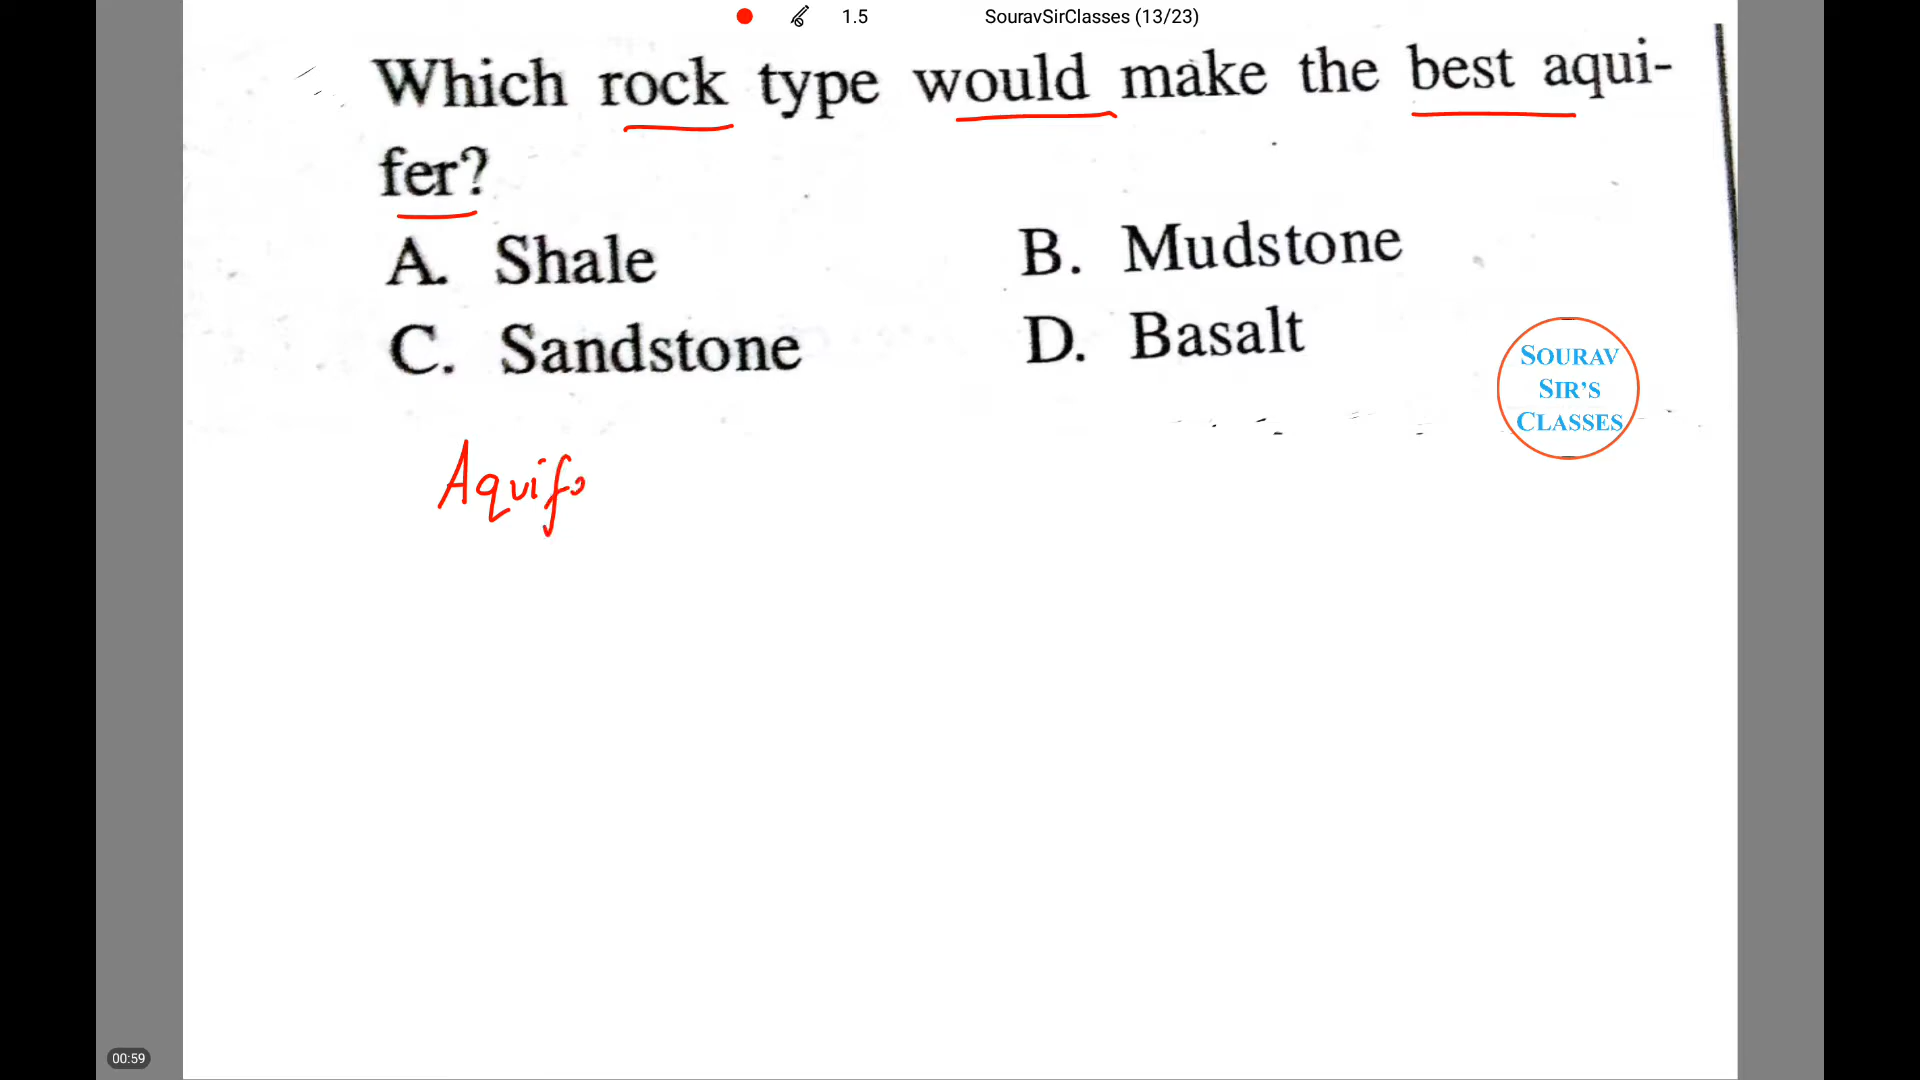 1.5 SouravSirClasses (13/23)
Which rock type would make the best aqui-
fer?
A. Shale B. Mudstone
C. Sandstone D. Basalt
SOURAV
SIR'S
CLASSES
Aquife
00:59